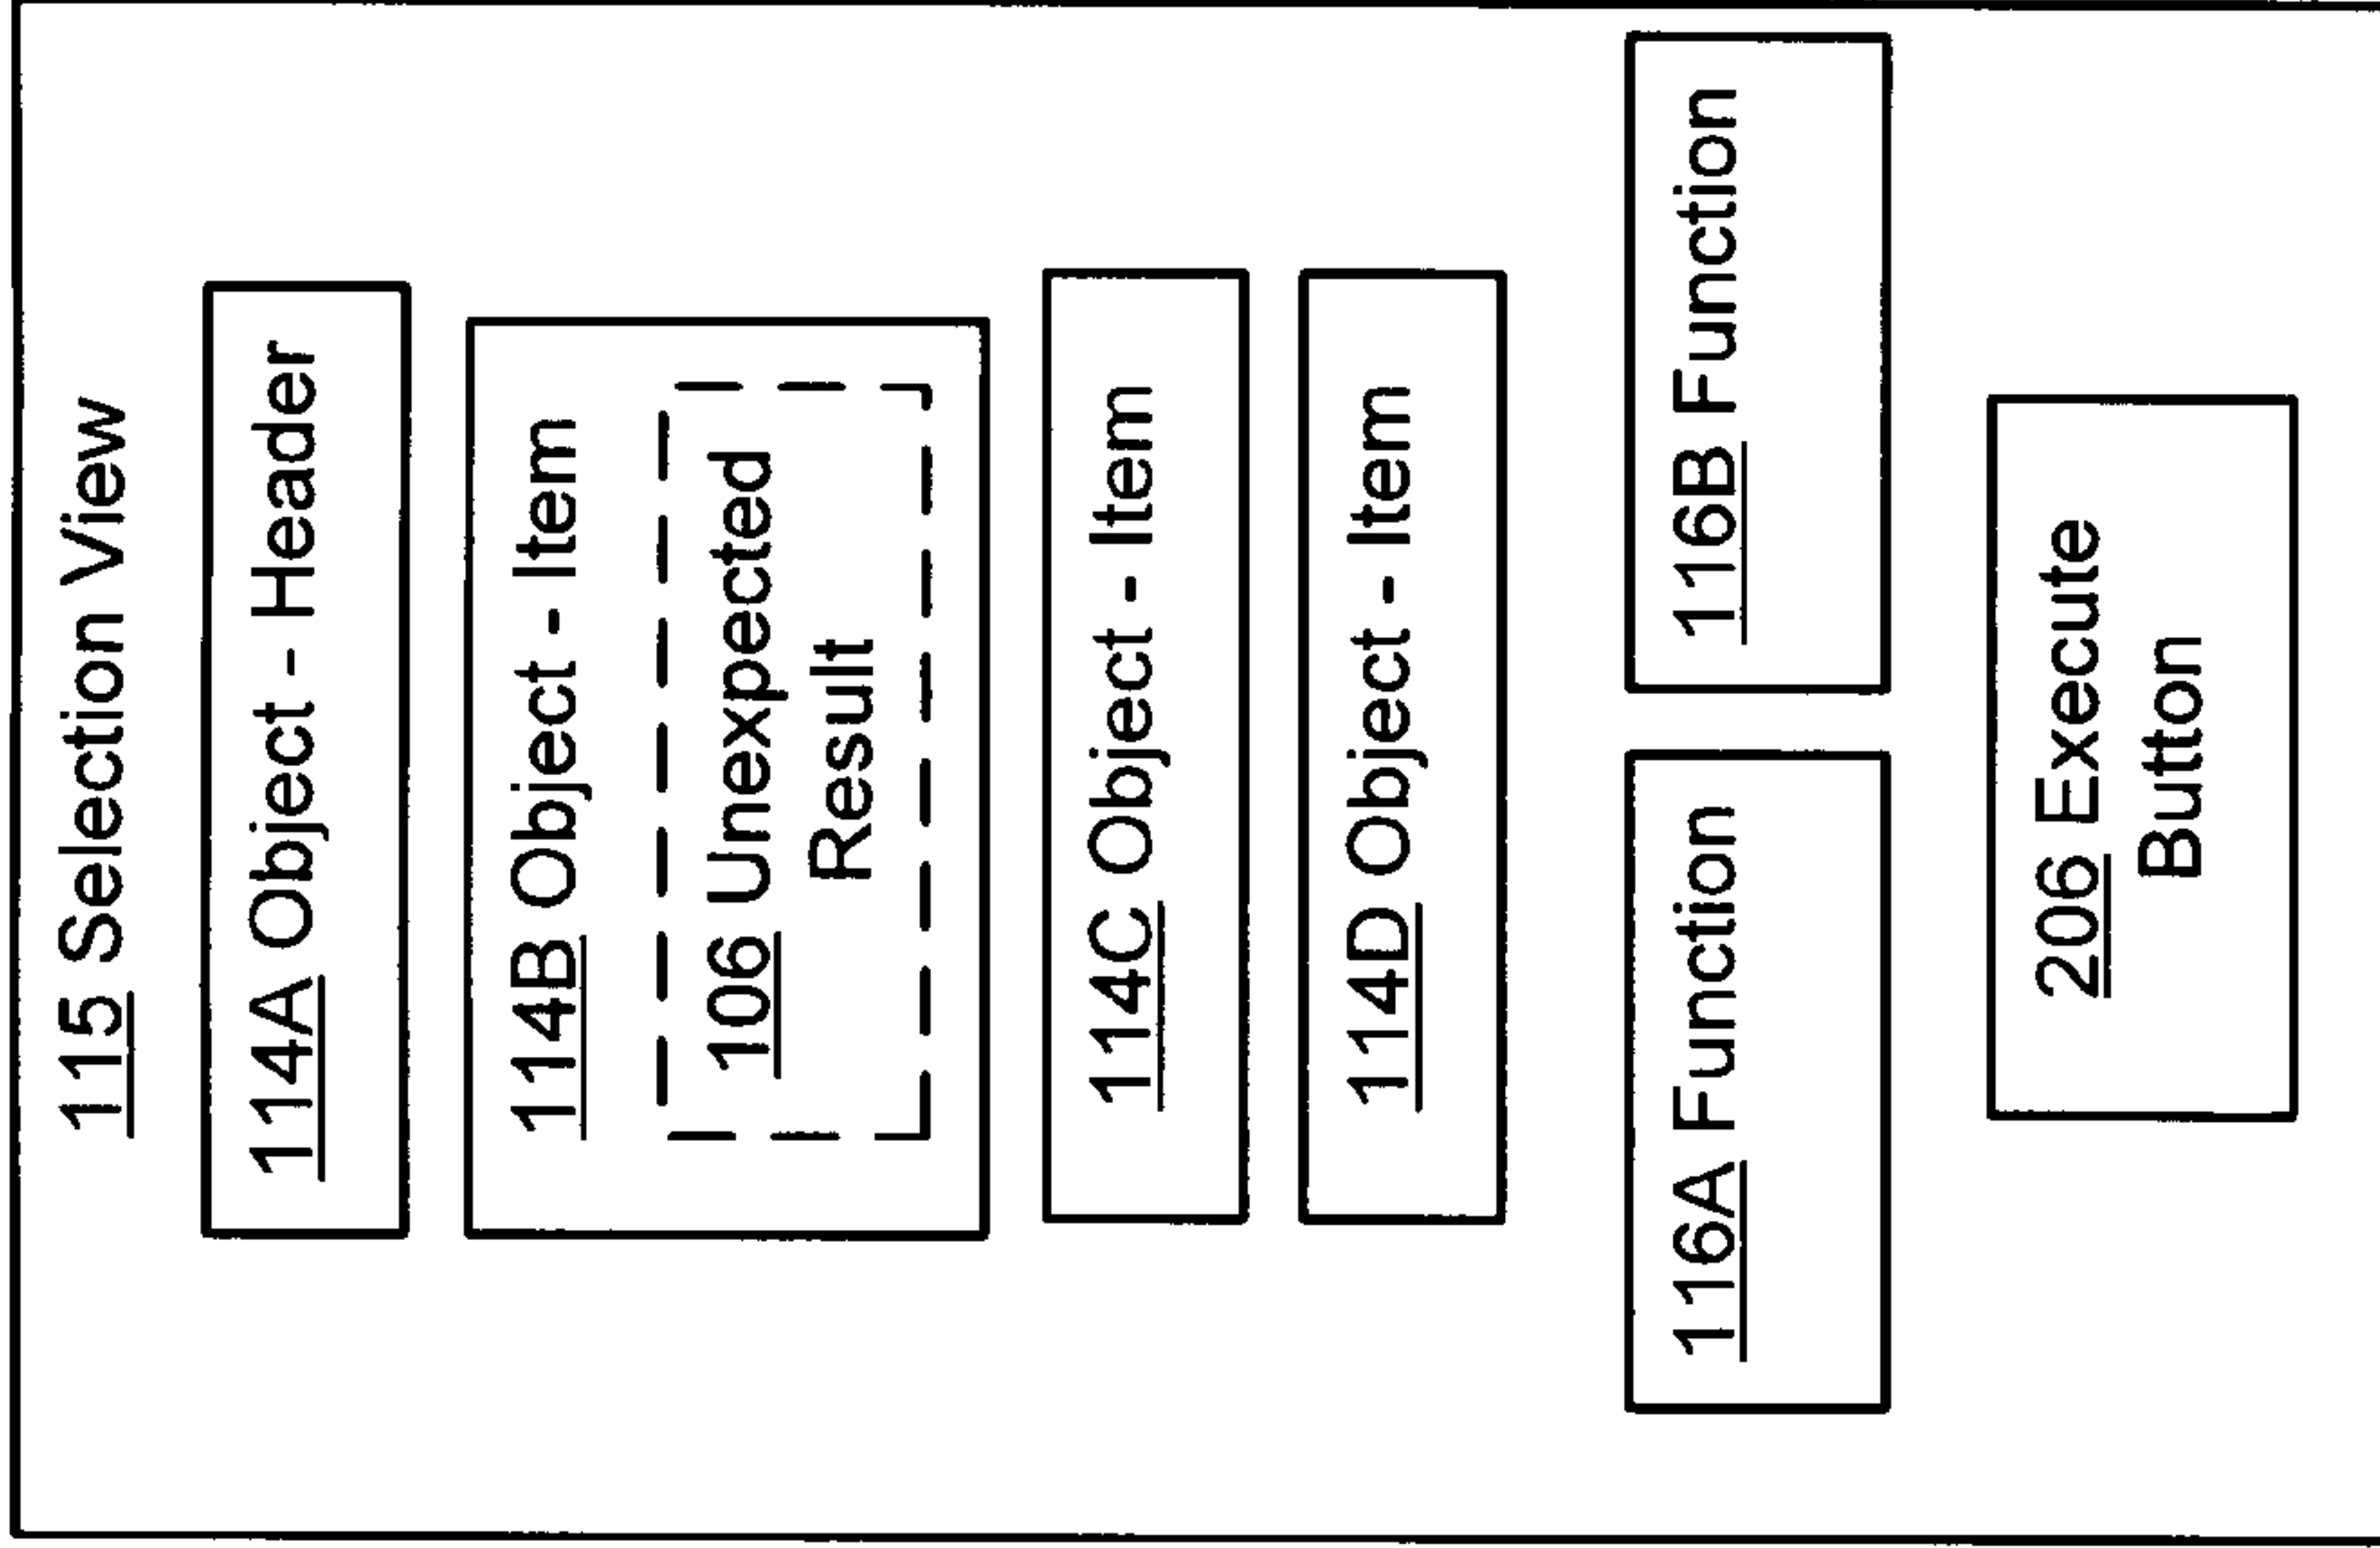 115 Selection View
114A Object - Header
114B Object - Item
106 Unexpected
Result
114C Object - Item
114D Object - Item
116A Function
116B Function
206 Execute
Button